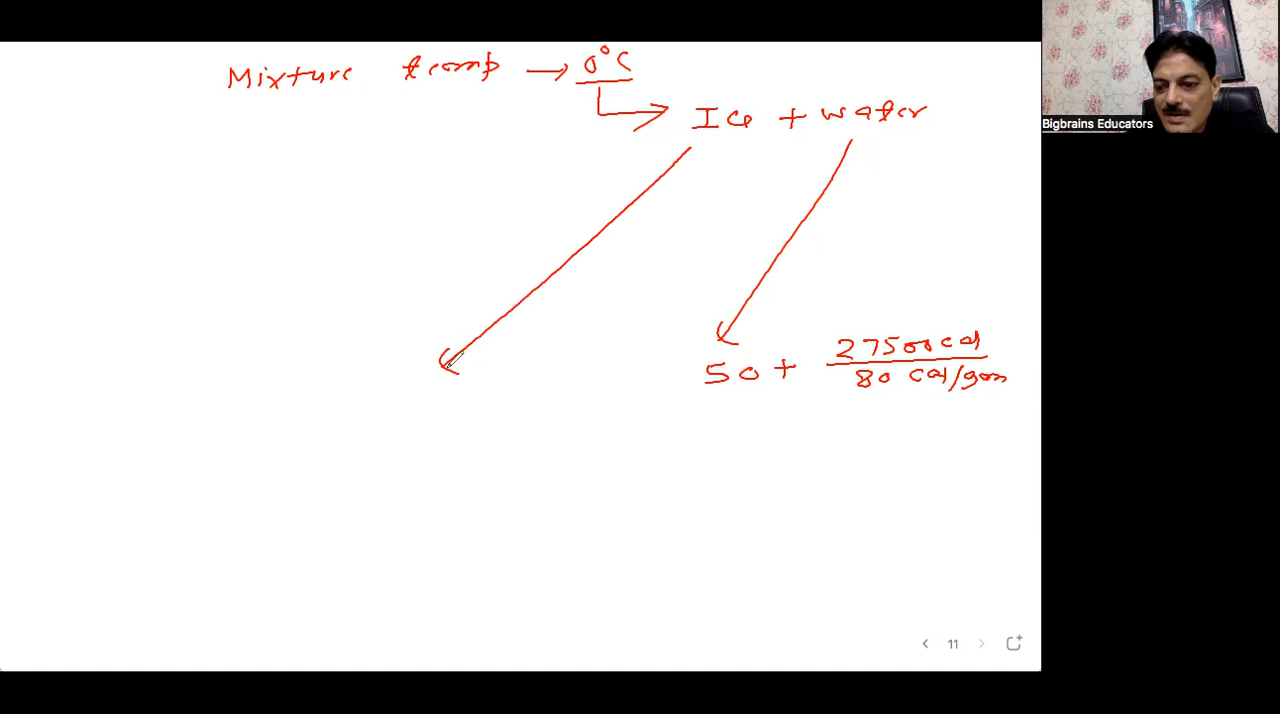 Mixture temp → 0°C
Ice + water
50 + 27500 cal / 80 cal/gm
Bigbrains Educators
11